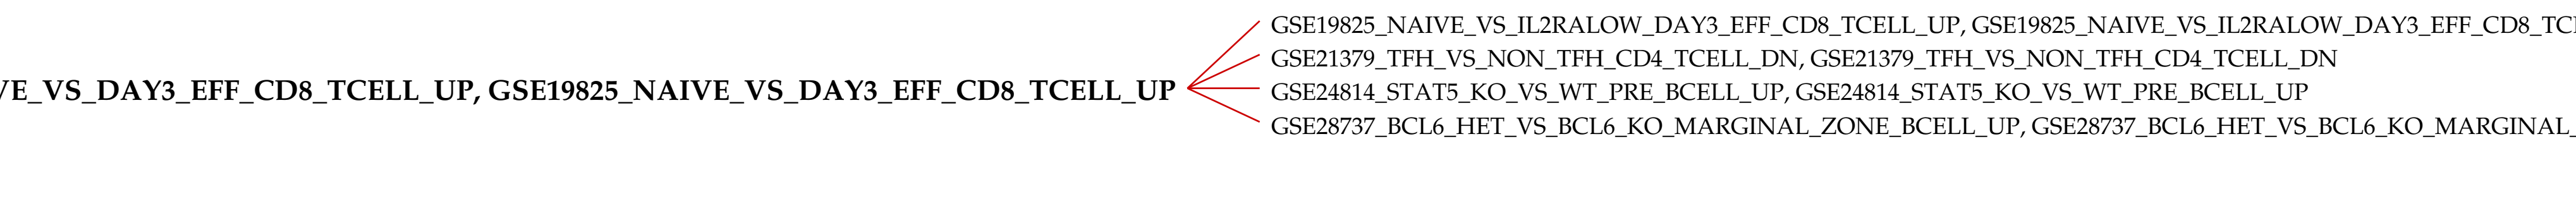 GSE19825_NAIVE_VS_IL2RALOW_DAY3_EFF_CD8_TCELL_UP, GSE19825_NAIVE_VS_IL2RALOW_DAY3_EFF_CD8_TC
GSE21379_TFH_VS_NON_TFH_CD4_TCELL_DN, GSE21379_TFH_VS_NON_TFH_CD4_TCELL_DN
VE_VS_DAY3_EFF_CD8_TCELL_UP, GSE19825_NAIVE_VS_DAY3_EFF_CD8_TCELL_UP
GSE24814_STAT5_KO_VS_WT_PRE_BCELL_UP, GSE24814_STAT5_KO_VS_WT_PRE_BCELL_UP
GSE28737_BCL6_HET_VS_BCL6_KO_MARGINAL_ZONE_BCELL_UP, GSE28737_BCL6_HET_VS_BCL6_KO_MARGINAL_